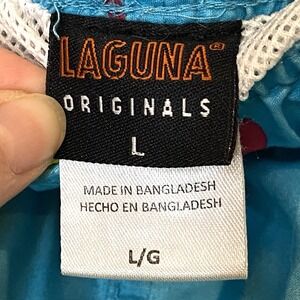 LAGUNA®
ORIGINALS
L
MADE IN BANGLADESH
HECHO EN BANGLADESH
L/G